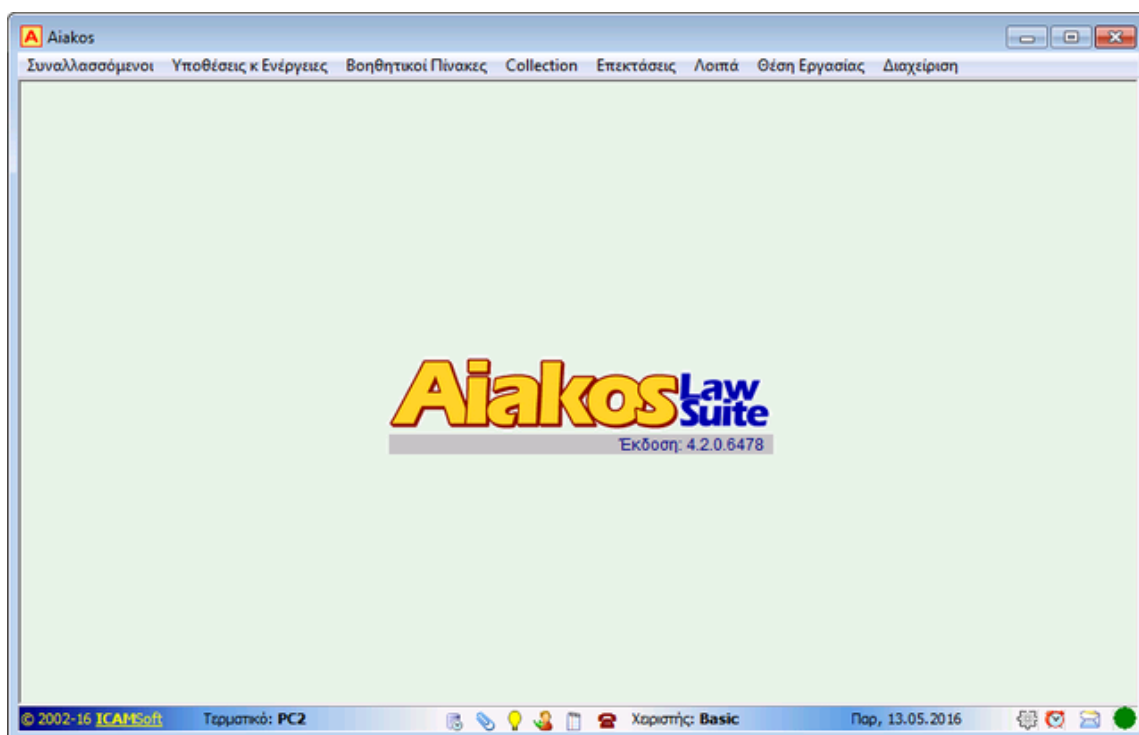 Aiakos
Συναλλασσόμενοι Υποθέσεις κ Ενέργειες Βοηθητικοί Πίνακες Collection Επεκτάσεις Λοιπά Θέση Εργασίας Διαχείριση
Aiakos Law Suite
Έκδοση: 4.2.0.6478
© 2002-16 ICAMSoft Τερματικό: PC2 Χειριστής: Basic Παρ, 13.05.2016